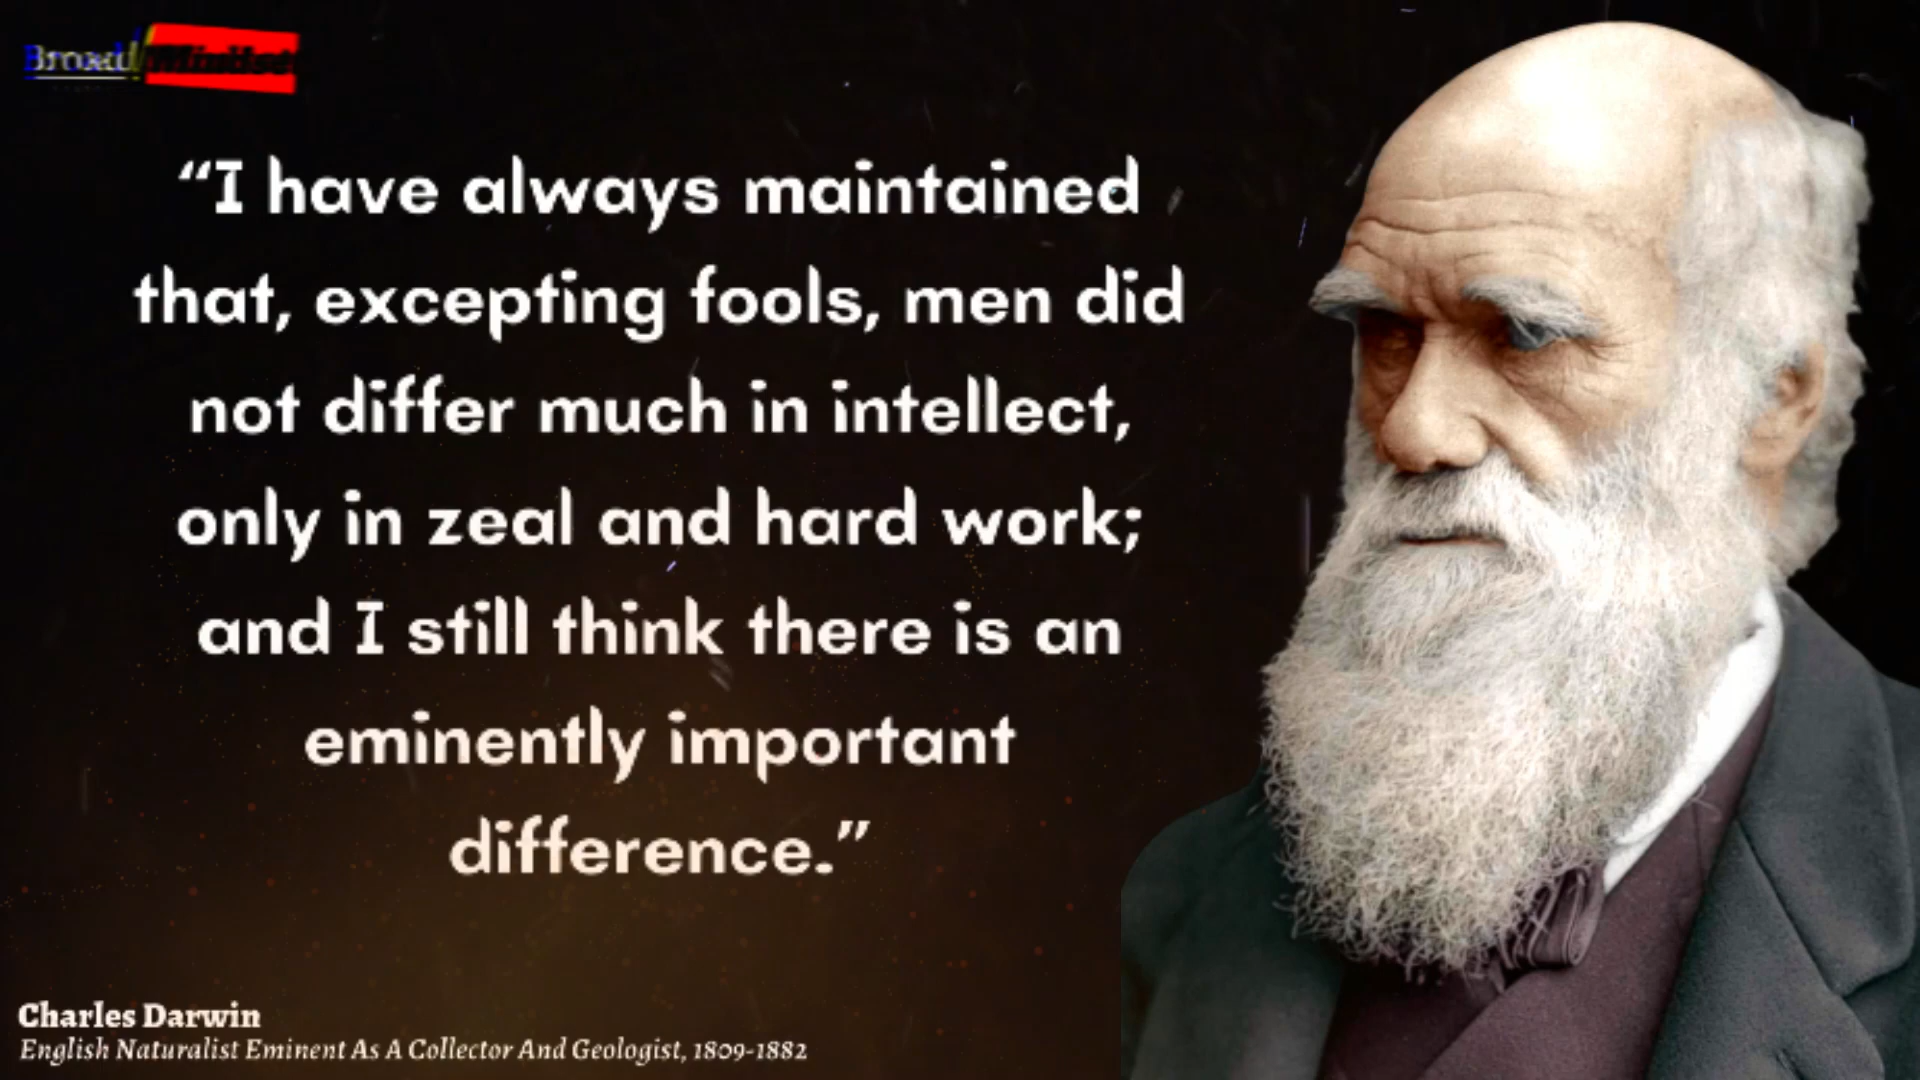 Broad Mindset
“I have always maintained
that, excepting fools, men did
not differ much in intellect,
only in zeal and hard work;
and I still think there is an
eminently important
difference.”
Charles Darwin
English Naturalist Eminent As A Collector And Geologist, 1809-1882